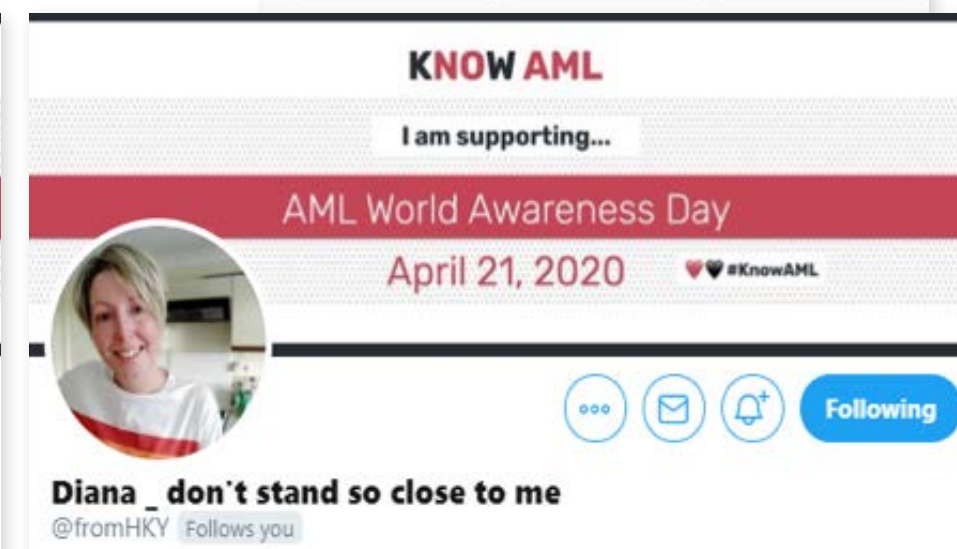 KNOW AML
I am supporting...
AML World Awareness Day
April 21, 2020
#KnowAML
Following
Diana _ don't stand so close to me
@fromHKY Follows you